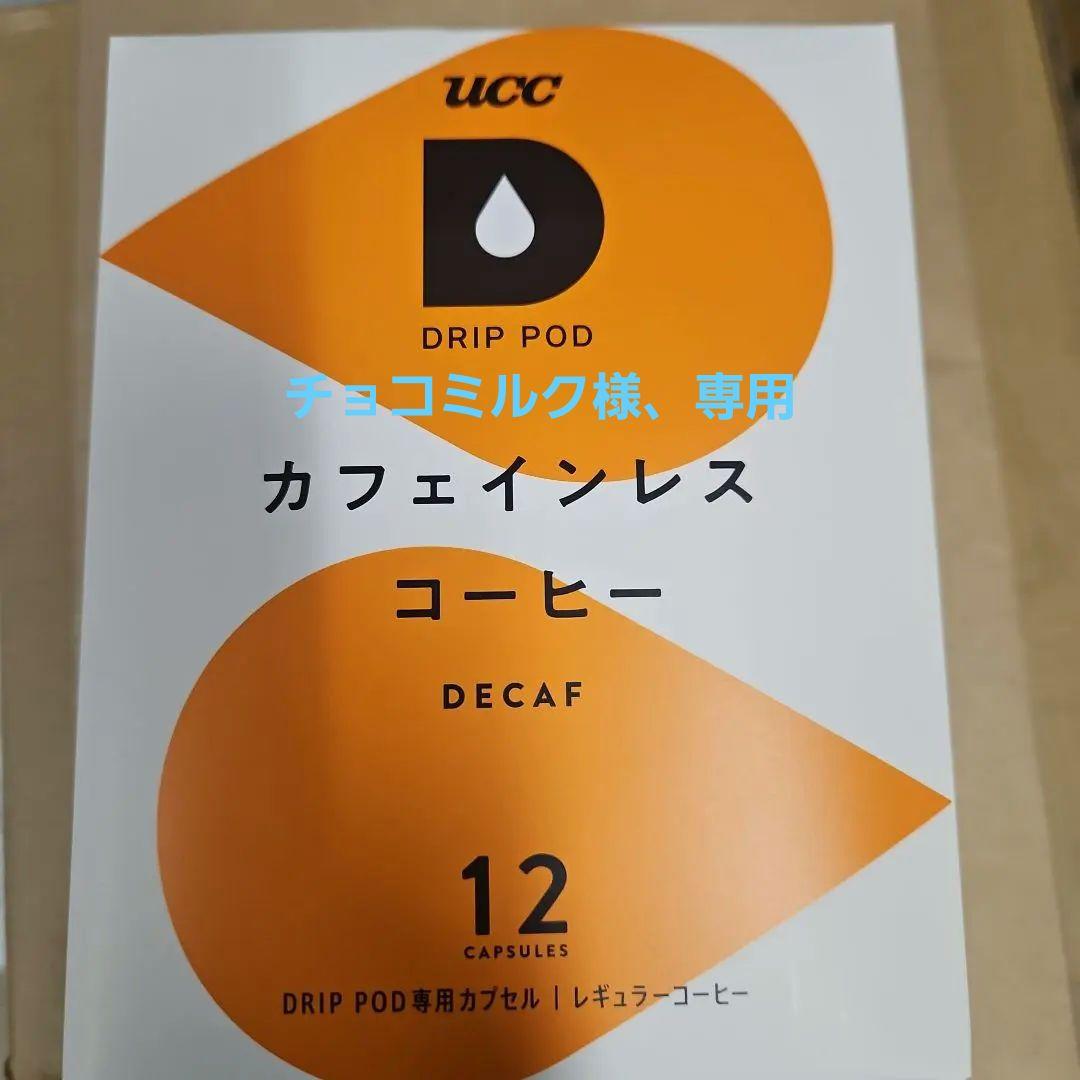 UCC
DRIP POD
チョコミルク様、専用
カフェインレス
コーヒー
DECAF
12
CAPSULES
DRIP POD専用カプセル | レギュラーコーヒー